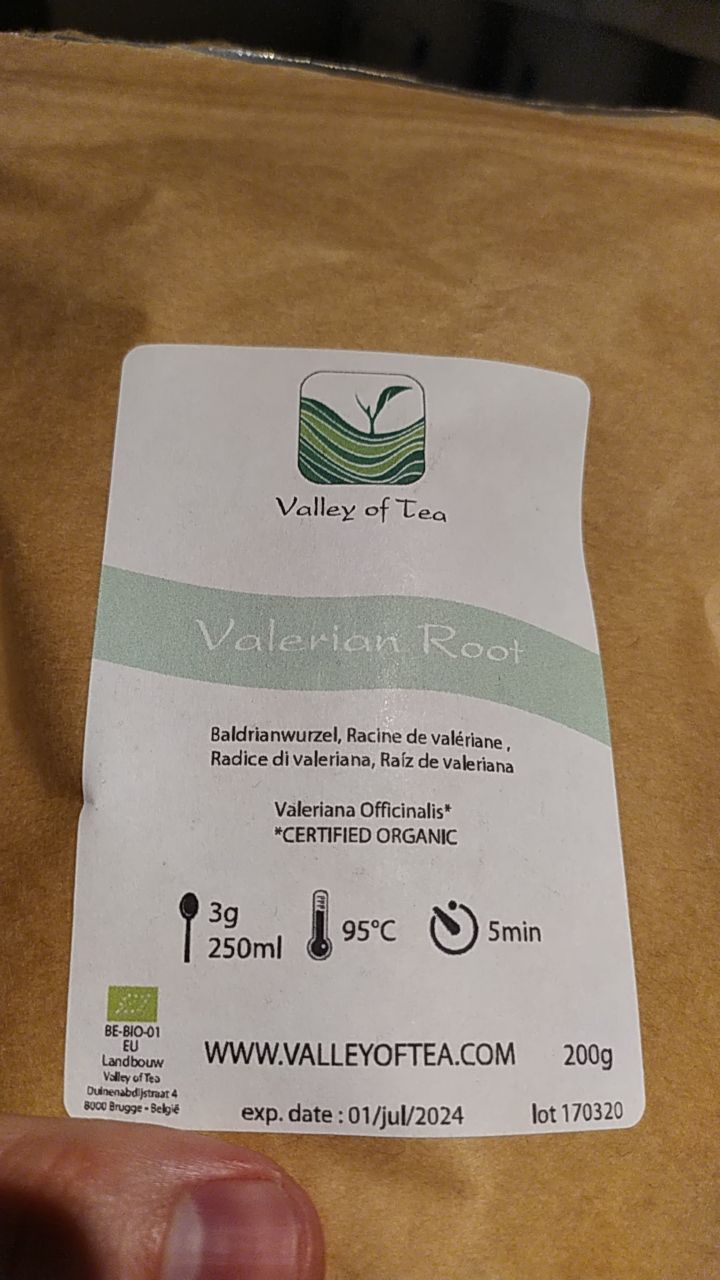 Valley of Tea
Valerian Root
Baldrianwurzel, Racine de valériane,
Radice di valeriana, Raíz de valeriana
Valeriana Officinalis*
*CERTIFIED ORGANIC
3g
250ml
95°C
5min
BE-BIO-01
EU
Landbouw
Valley of Tea
Duinenabdijstraat 4
8000 Brugge - België
WWW.VALLEYOFTEA.COM
200g
exp. date : 01/jul/2024
lot 170320